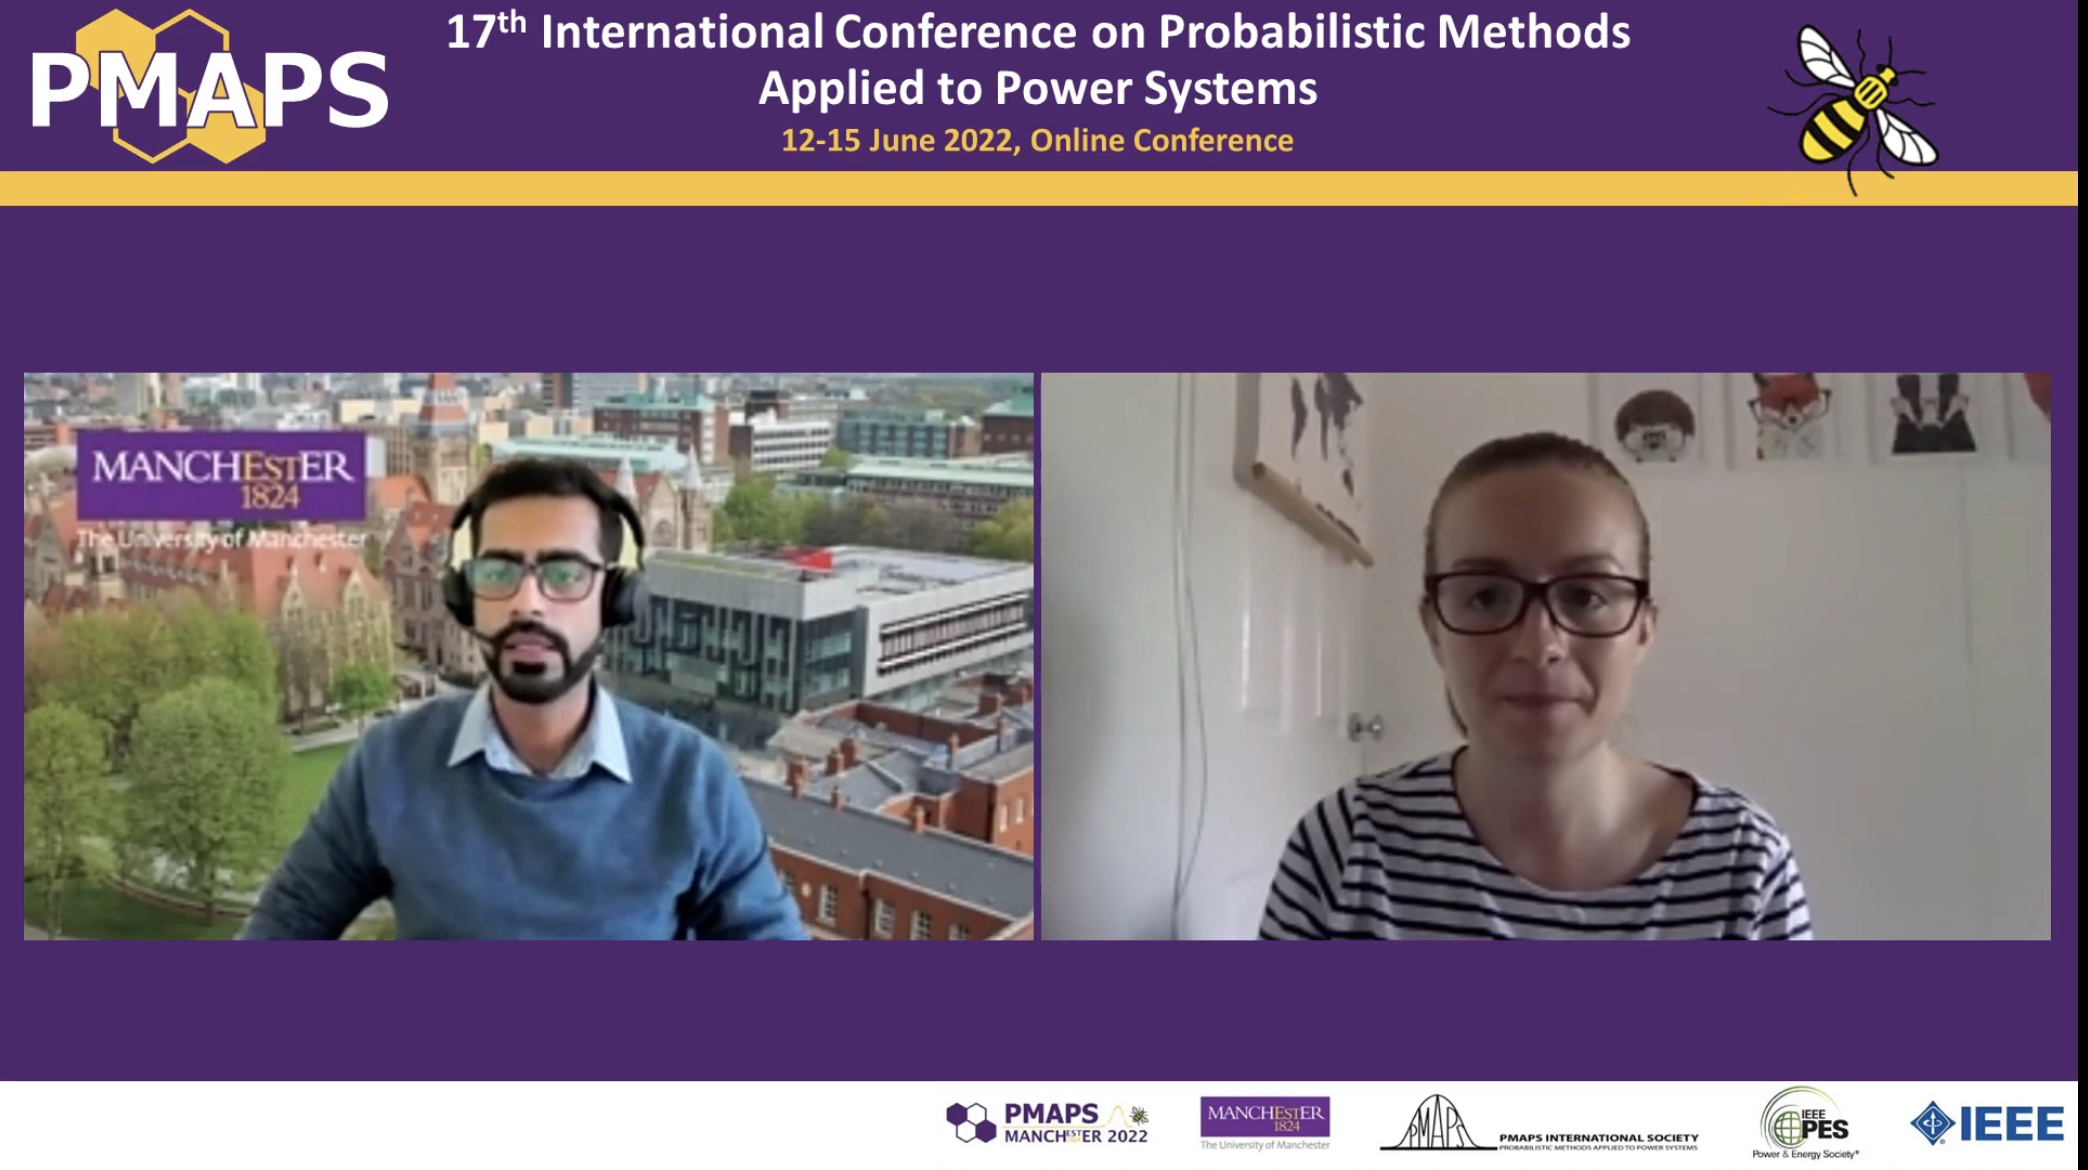 PMAPS
17th International Conference on Probabilistic Methods
Applied to Power Systems
12-15 June 2022, Online Conference
MANCHESTER
1824
The University of Manchester
PMAPS
MANCHESTER 2022
MANCHESTER
1824
The University of Manchester
PMAPS
PMAPS INTERNATIONAL SOCIETY
PROBABILISTIC METHODS APPLIED TO POWER SYSTEMS
IEEE
PES
Power & Energy Society®
IEEE